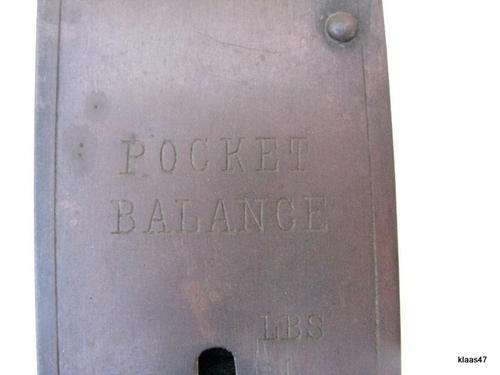 POCKET
BALANCE
LBS
klaas47